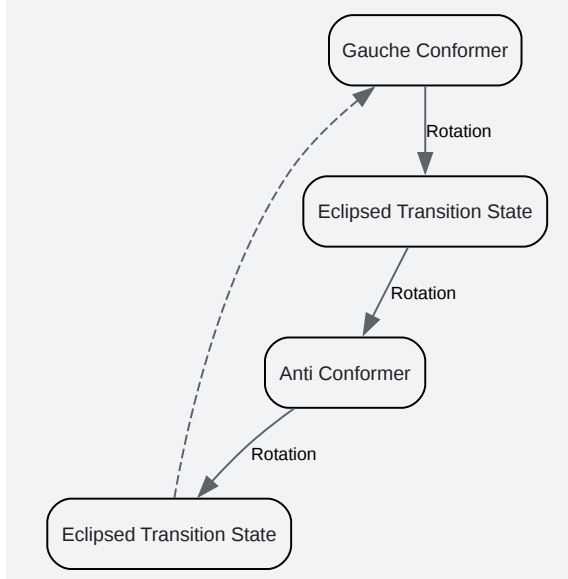 Gauche Conformer
Rotation
Eclipsed Transition State
Rotation
Anti Conformer
Rotation
Eclipsed Transition State